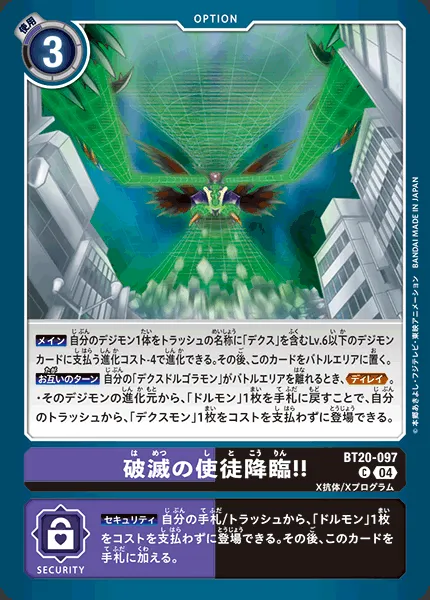 OPTION
使用
3
©本郷あきよし・フジテレビ・東映アニメーション BANDAI MADE IN JAPAN
メイン 自分のデジモン1体をトラッシュの名称に「デクス」を含むLv.6以下のデジモン
カードに支払う進化コスト-4で進化できる。その後、このカードをバトルエリアに置く。
お互いのターン 自分の「デクスドルゴラモン」がバトルエリアを離れるとき、ディレイ。
・そのデジモンの進化元から、「ドルモン」1枚を手札に戻すことで、自分
のトラッシュから、「デクスモン」1枚をコストを支払わずに登場できる。
BT20-097
破滅の使徒降臨!!
はめつ しとこうりん
C 04
X抗体/Xプログラム
セキュリティ 自分の手札/トラッシュから、「ドルモン」1枚
をコストを支払わずに登場できる。その後、このカードを
手札に加える。
SECURITY